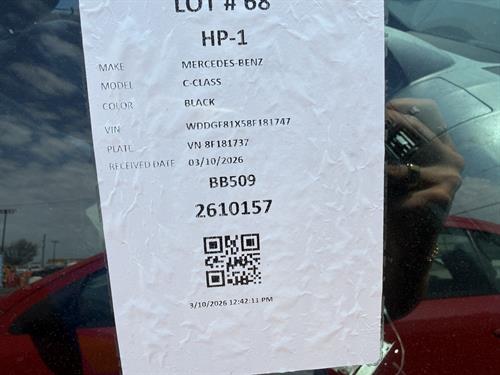 LOT # 68
HP-1
MAKE MERCEDES-BENZ
MODEL C-CLASS
COLOR BLACK
VIN WDDGF81X58F181747
PLATE VN 8F181737
RECEIVED DATE 03/10/2026
BB509
2610157
3/10/2026 12:42:11 PM